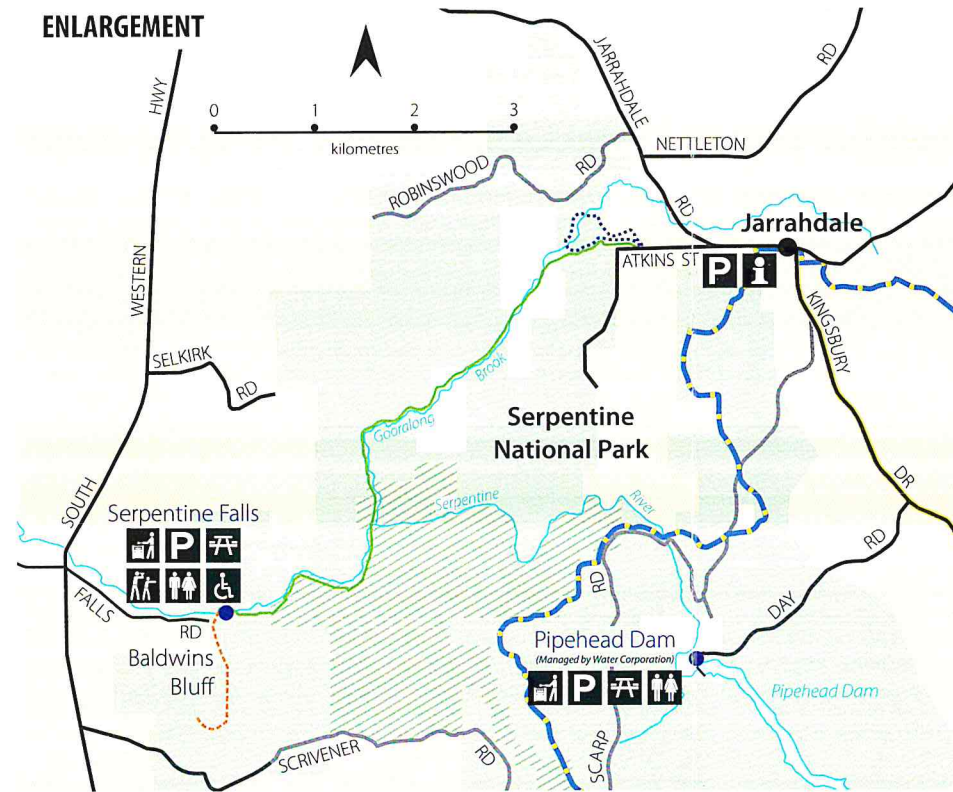 ENLARGEMENT
HWY
WESTERN
SOUTH
0 1 2 3
kilometres
JARRAHDALE
RD
NETTLETON
RD
ROBINSWOOD
RD
Jarrahdale
ATKINS ST
P
i
KINGSBURY
DR
SELKIRK
RD
Brook
Gooralong
Serpentine
National Park
Serpentine
River
Serpentine Falls
P
FALLS
RD
Baldwins
Bluff
RD
DAY
RD
Pipehead Dam
(Managed by Water Corporation)
P
Pipehead Dam
SCRIVENER
RD
SCARP